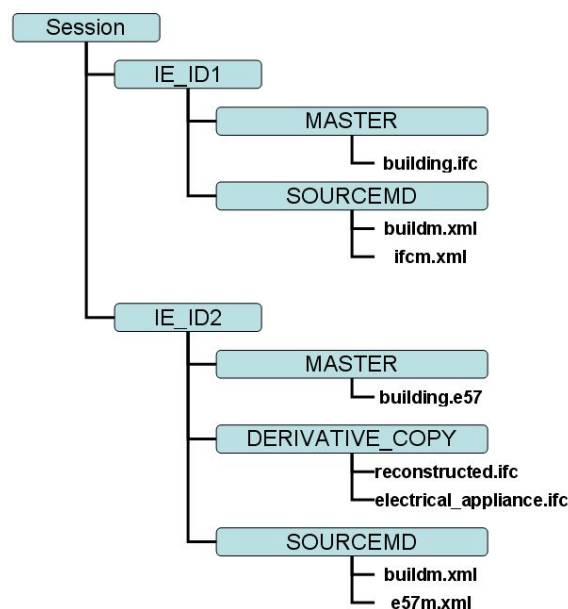 Session
IE_ID1
MASTER
building.ifc
SOURCEMD
buildm.xml
ifcm.xml
IE_ID2
MASTER
building.e57
DERIVATIVE_COPY
reconstructed.ifc
electrical_appliance.ifc
SOURCEMD
buildm.xml
e57m.xml